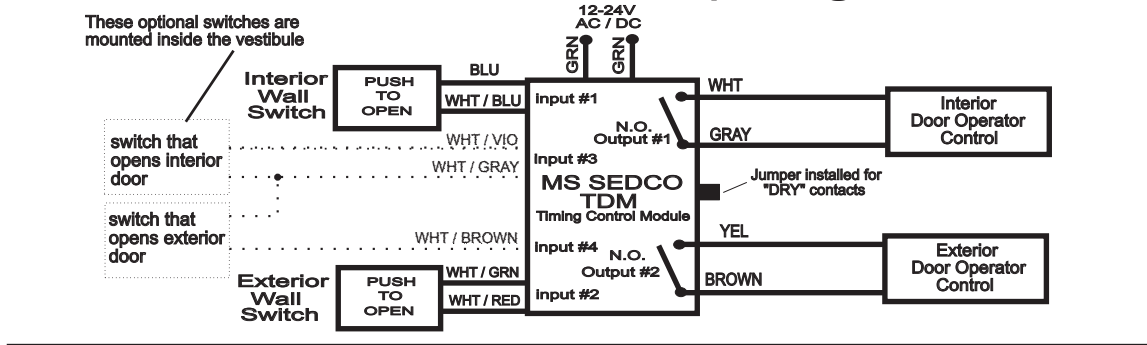 These optional switches are
mounted inside the vestibule
12-24V
AC / DC
GRN
GRN
Interior
Wall
Switch
PUSH
TO
OPEN
BLU
WHT / BLU
Input #1
N.O.
Output #1
WHT
GRAY
Interior
Door Operator
Control
switch that
opens interior
door
WHT / VIO
WHT / GRAY
Input #3
MS SEDCO
TDM
Timing Control Module
Jumper installed for
"DRY" contacts
switch that
opens exterior
door
WHT / BROWN
Input #4
N.O.
Output #2
YEL
BROWN
Exterior
Door Operator
Control
Exterior
Wall
Switch
PUSH
TO
OPEN
WHT / GRN
WHT / RED
Input #2